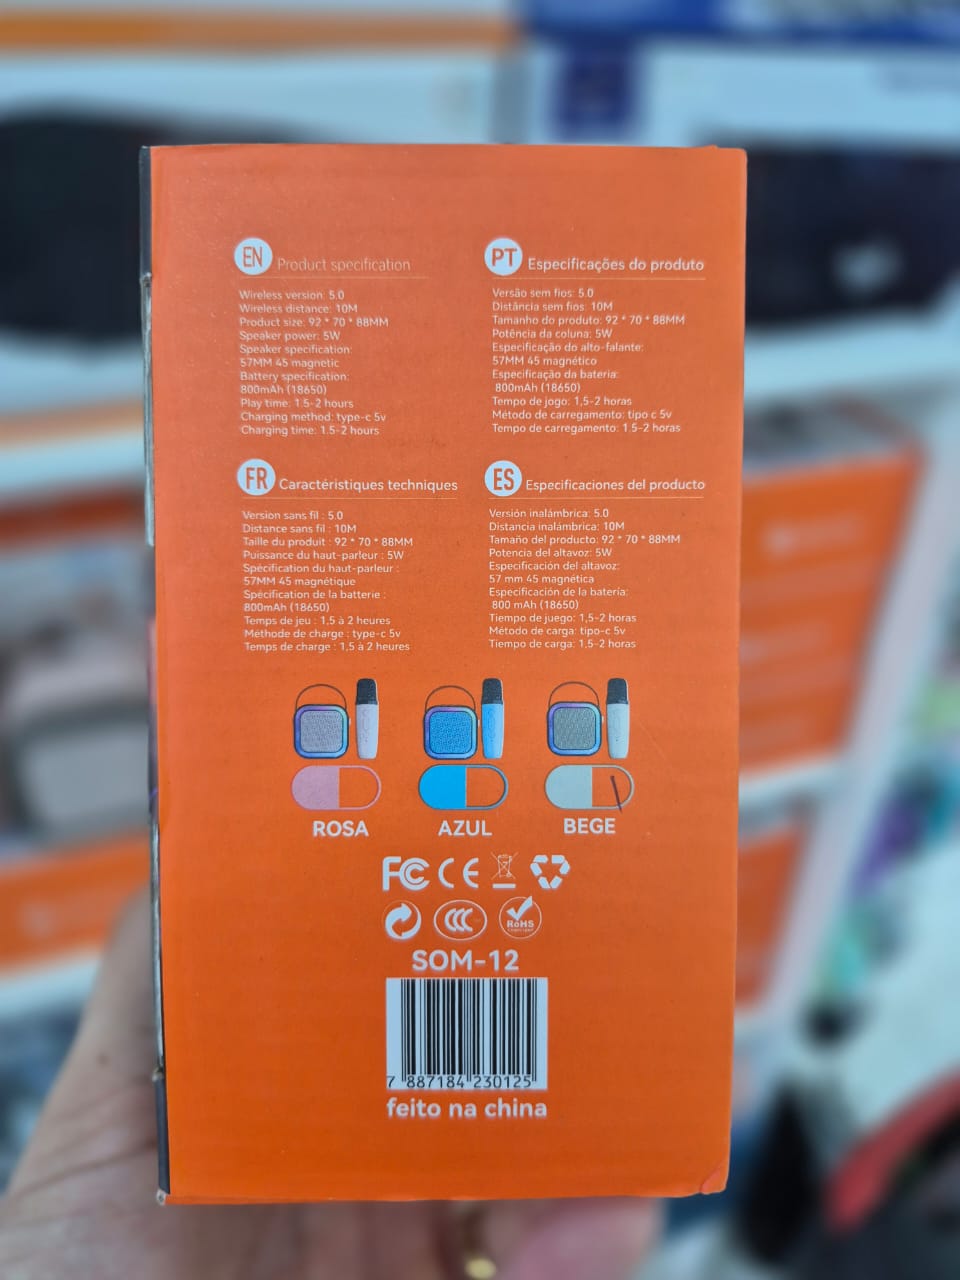 EN Product specification
Wireless version: 5.0
Wireless distance: 10M
Product size: 92 * 70 * 88MM
Speaker power: 5W
Speaker specification:
57MM 45 magnetic
Battery specification:
800mAh (18650)
Play time: 1.5-2 hours
Charging method: type-c 5v
Charging time: 1.5-2 hours
PT Especificações do produto
Versão sem fios: 5.0
Distância sem fios: 10M
Tamanho do produto: 92 * 70 * 88MM
Potência da coluna: 5W
Especificação do alto-falante:
57MM 45 magnético
Especificação da bateria:
800mAh (18650)
Tempo de jogo: 1,5-2 horas
Método de carregamento: tipo c 5v
Tempo de carregamento: 1 5-2 horas
FR Caractéristiques techniques
Version sans fil : 5.0
Distance sans fil : 10M
Taille du produit : 92 * 70 * 88MM
Puissance du haut-parleur : 5W
Spécification du haut-parleur :
57MM 45 magnétique
Spécification de la batterie :
800mAh (18650)
Temps de jeu : 1,5 à 2 heures
Methode de charge : type-c 5v
Temps de charge : 1,5 à 2 heures
ES Especificaciones del producto
Versión inalámbrica: 5.0
Distancia inalámbrica: 10M
Tamaño del producto: 92 * 70 * 88MM
Potencia del altavoz: 5W
Especificación del altavoz:
57 mm 45 magnética
Especificación de la batería:
800 mAh (18650)
Tiempo de juego: 1,5-2 horas
Método de carga: tipo-c 5v
Tiempo de carga: 1,5-2 horas
ROSA AZUL BEGE
FC CE
CCC RoHS
SOM-12
7 887184 230125
feito na china